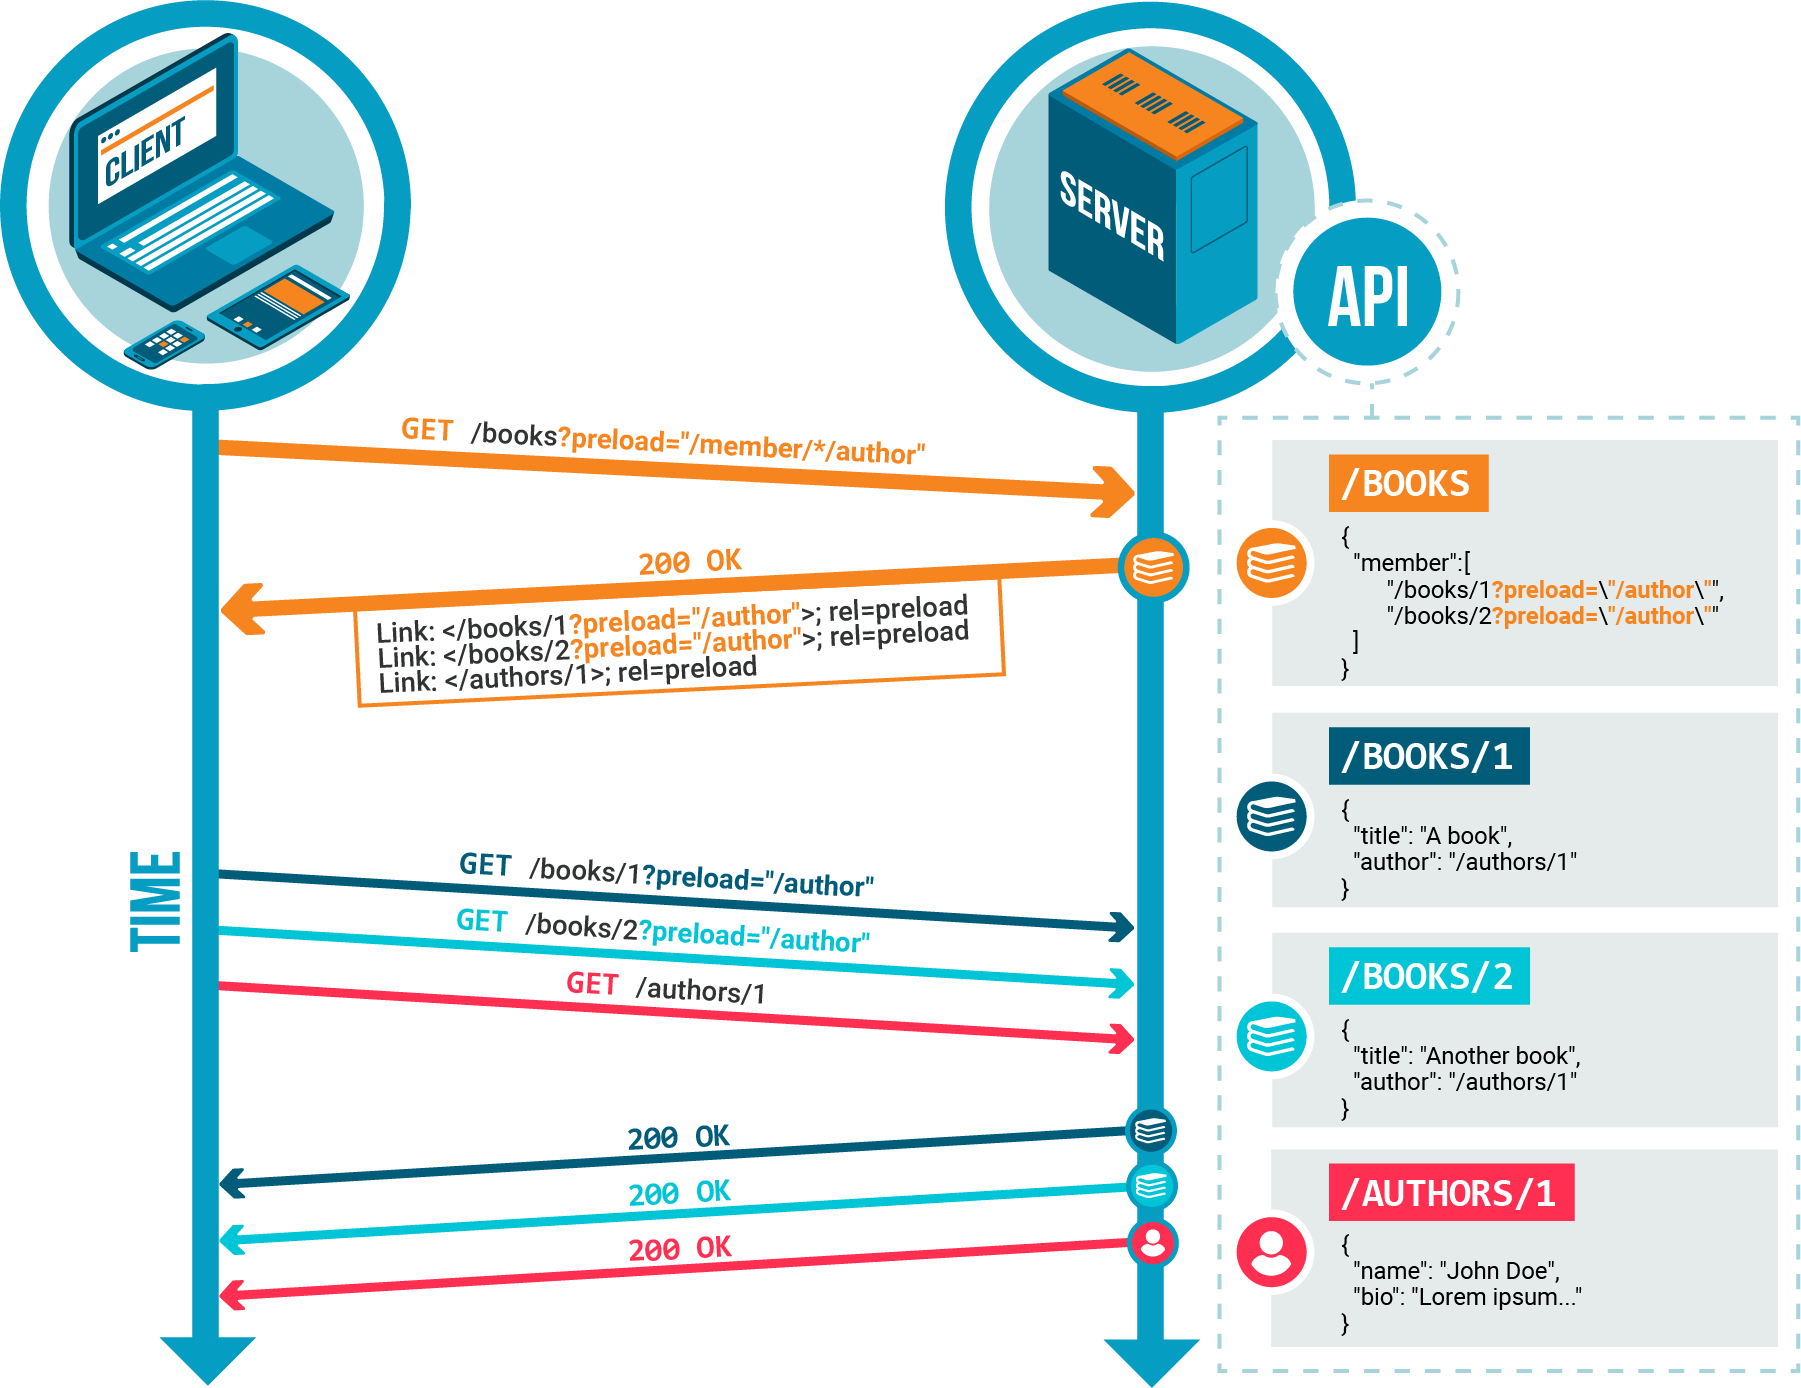 CLIENT
SERVER
API
GET /books?preload="/member/*/author"
200 OK
Link: </books/1?preload="/author">; rel=preload
Link: </books/2?preload="/author">; rel=preload
Link: </authors/1>; rel=preload
TIME
GET /books/1?preload="/author"
GET /books/2?preload="/author"
GET /authors/1
200 OK
200 OK
200 OK
/BOOKS
{
"member":[
"/books/1?preload=\"/author\"",
"/books/2?preload=\"/author\""
]
}
/BOOKS/1
{
"title": "A book",
"author": "/authors/1"
}
/BOOKS/2
{
"title": "Another book",
"author": "/authors/1"
}
/AUTHORS/1
{
"name": "John Doe",
"bio": "Lorem ipsum..."
}